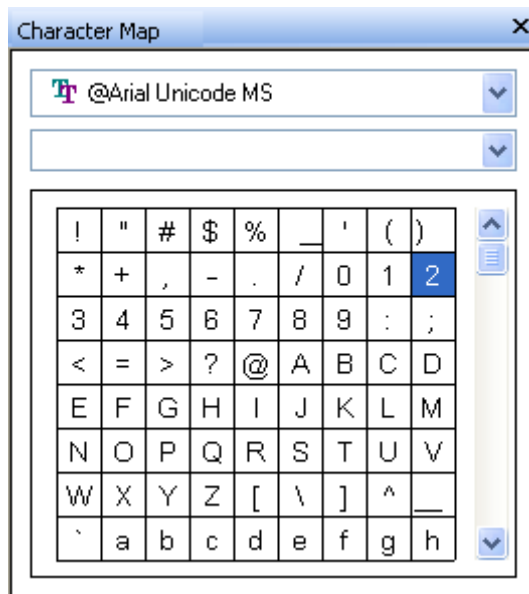 Character Map
@Arial Unicode MS
! " # $ % _ ' ( )
* + , - . / 0 1 2
3 4 5 6 7 8 9 : ;
< = > ? @ A B C D
E F G H I J K L M
N O P Q R S T U V
W X Y Z [ \ ] ^ _
` a b c d e f g h